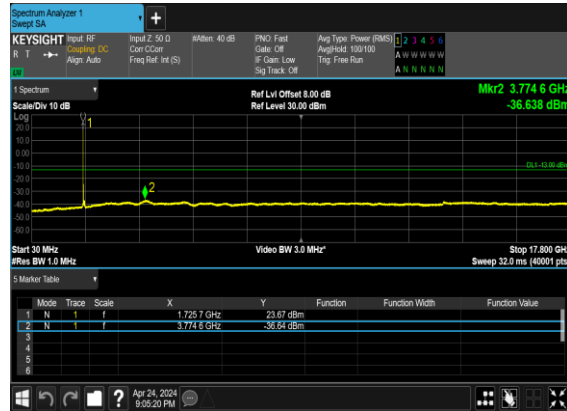 Spectrum Analyzer 1
Swept SA
+
KEYSIGHT Input: RF Input Z: 50 Ω #Atten: 40 dB PNO: Fast Avg Type: Power (RMS) 1 2 3 4 5 6
R T Coupling: DC Corr CCorr Gate: Off Avg|Hold: 100/100 A W W W W W
Align: Auto Freq Ref: Int (S) IF Gain: Low Trig: Free Run
Sig Track: Off A N N N N N
1 Spectrum Ref Lvl Offset 8.00 dB Mkr2 3.774 6 GHz
Scale/Div 10 dB Ref Level 30.00 dBm -36.638 dBm
Log
20.0
1
10.0
0.00
-10.0
DL1 -13.00 dBm
-20.0
-30.0
2
-40.0
-50.0
-60.0
Start 30 MHz Video BW 3.0 MHz* Stop 17.800 GHz
#Res BW 1.0 MHz Sweep 32.0 ms (40001 pts)
5 Marker Table
Mode Trace Scale X Y Function Function Width Function Value
1 N 1 f 1.725 7 GHz 23.67 dBm
2 N 1 f 3.774 6 GHz -36.64 dBm
3
4
5
6
? Apr 24, 2024
9:05:20 PM